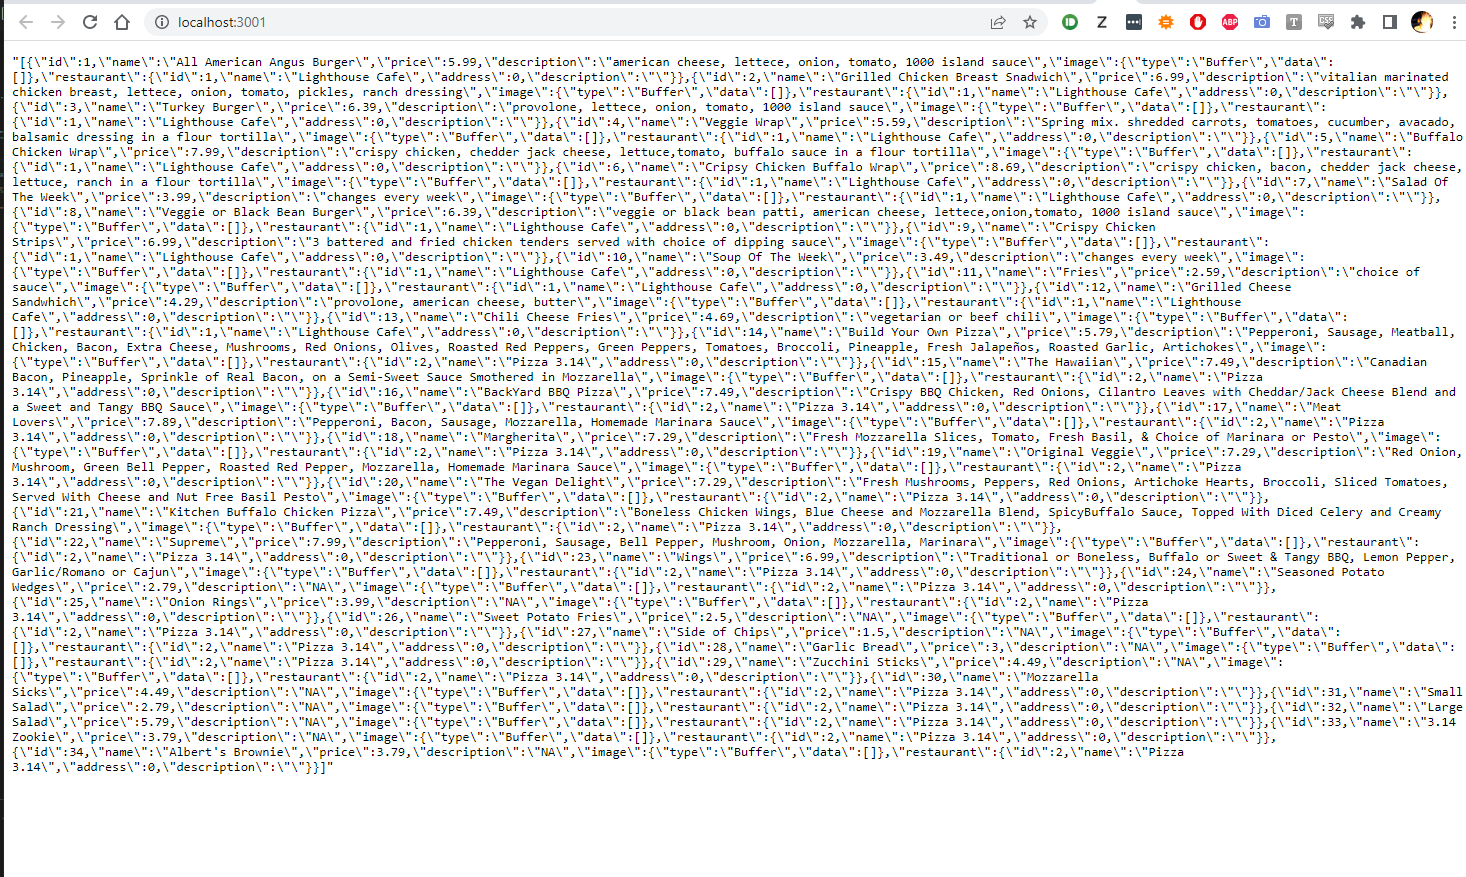 localhost:3001
"[{\"id\":1,\"name\":\"All American Angus Burger\",\"price\":5.99,\"description\":\"american cheese, lettece, onion, tomato, 1000 island sauce\",\"image\":{\"type\":\"Buffer\",\"data\":
[]},\"restaurant\":{\"id\":1,\"name\":\"Lighthouse Cafe\",\"address\":0,\"description\":\"\"}},{\"id\":2,\"name\":\"Grilled Chicken Breast Snadwich\",\"price\":6.99,\"description\":\"vitalian marinated
chicken breast, lettece, onion, tomato, pickles, ranch dressing\",\"image\":{\"type\":\"Buffer\",\"data\":[]},\"restaurant\":{\"id\":1,\"name\":\"Lighthouse Cafe\",\"address\":0,\"description\":\"\"}},
{\"id\":3,\"name\":\"Turkey Burger\",\"price\":6.39,\"description\":\"provolone, lettece, onion, tomato, 1000 island sauce\",\"image\":{\"type\":\"Buffer\",\"data\":[]},\"restaurant\":
{\"id\":1,\"name\":\"Lighthouse Cafe\",\"address\":0,\"description\":\"\"}},{\"id\":4,\"name\":\"Veggie Wrap\",\"price\":5.59,\"description\":\"Spring mix. shredded carrots, tomatoes, cucumber, avacado,
balsamic dressing in a flour tortilla\",\"image\":{\"type\":\"Buffer\",\"data\":[]},\"restaurant\":{\"id\":1,\"name\":\"Lighthouse Cafe\",\"address\":0,\"description\":\"\"}},{\"id\":5,\"name\":\"Buffalo
Chicken Wrap\",\"price\":7.99,\"description\":\"crispy chicken, chedder jack cheese, lettuce,tomato, buffalo sauce in a flour tortilla\",\"image\":{\"type\":\"Buffer\",\"data\":[]},\"restaurant\":
{\"id\":1,\"name\":\"Lighthouse Cafe\",\"address\":0,\"description\":\"\"}},{\"id\":6,\"name\":\"Cripsy Chicken Buffalo Wrap\",\"price\":8.69,\"description\":\"crispy chicken, bacon, chedder jack cheese,
lettuce, ranch in a flour tortilla\",\"image\":{\"type\":\"Buffer\",\"data\":[]},\"restaurant\":{\"id\":1,\"name\":\"Lighthouse Cafe\",\"address\":0,\"description\":\"\"}},{\"id\":7,\"name\":\"Salad Of
The Week\",\"price\":3.99,\"description\":\"changes every week\",\"image\":{\"type\":\"Buffer\",\"data\":[]},\"restaurant\":{\"id\":1,\"name\":\"Lighthouse Cafe\",\"address\":0,\"description\":\"\"}},
{\"id\":8,\"name\":\"Veggie or Black Bean Burger\",\"price\":6.39,\"description\":\"veggie or black bean patti, american cheese, lettece,onion,tomato, 1000 island sauce\",\"image\":
{\"type\":\"Buffer\",\"data\":[]},\"restaurant\":{\"id\":1,\"name\":\"Lighthouse Cafe\",\"address\":0,\"description\":\"\"}},{\"id\":9,\"name\":\"Crispy Chicken
Strips\",\"price\":6.99,\"description\":\"3 battered and fried chicken tenders served with choice of dipping sauce\",\"image\":{\"type\":\"Buffer\",\"data\":[]},\"restaurant\":
{\"id\":1,\"name\":\"Lighthouse Cafe\",\"address\":0,\"description\":\"\"}},{\"id\":10,\"name\":\"Soup Of The Week\",\"price\":3.49,\"description\":\"changes every week\",\"image\":
{\"type\":\"Buffer\",\"data\":[]},\"restaurant\":{\"id\":1,\"name\":\"Lighthouse Cafe\",\"address\":0,\"description\":\"\"}},{\"id\":11,\"name\":\"Fries\",\"price\":2.59,\"description\":\"choice of
sauce\",\"image\":{\"type\":\"Buffer\",\"data\":[]},\"restaurant\":{\"id\":1,\"name\":\"Lighthouse Cafe\",\"address\":0,\"description\":\"\"}},{\"id\":12,\"name\":\"Grilled Cheese
Sandwhich\",\"price\":4.29,\"description\":\"provolone, american cheese, butter\",\"image\":{\"type\":\"Buffer\",\"data\":[]},\"restaurant\":{\"id\":1,\"name\":\"Lighthouse
Cafe\",\"address\":0,\"description\":\"\"}},{\"id\":13,\"name\":\"Chili Cheese Fries\",\"price\":4.69,\"description\":\"vegetarian or beef chili\",\"image\":{\"type\":\"Buffer\",\"data\":
[]},\"restaurant\":{\"id\":1,\"name\":\"Lighthouse Cafe\",\"address\":0,\"description\":\"\"}},{\"id\":14,\"name\":\"Build Your Own Pizza\",\"price\":5.79,\"description\":\"Pepperoni, Sausage, Meatball,
Chicken, Bacon, Extra Cheese, Mushrooms, Red Onions, Olives, Roasted Red Peppers, Green Peppers, Tomatoes, Broccoli, Pineapple, Fresh Jalapeños, Roasted Garlic, Artichokes\",\"image\":
{\"type\":\"Buffer\",\"data\":[]},\"restaurant\":{\"id\":2,\"name\":\"Pizza 3.14\",\"address\":0,\"description\":\"\"}},{\"id\":15,\"name\":\"The Hawaiian\",\"price\":7.49,\"description\":\"Canadian
Bacon, Pineapple, Sprinkle of Real Bacon, on a Semi-Sweet Sauce Smothered in Mozzarella\",\"image\":{\"type\":\"Buffer\",\"data\":[]},\"restaurant\":{\"id\":2,\"name\":\"Pizza
3.14\",\"address\":0,\"description\":\"\"}},{\"id\":16,\"name\":\"BackYard BBQ Pizza\",\"price\":7.49,\"description\":\"Crispy BBQ Chicken, Red Onions, Cilantro Leaves with Cheddar/Jack Cheese Blend and
a Sweet and Tangy BBQ Sauce\",\"image\":{\"type\":\"Buffer\",\"data\":[]},\"restaurant\":{\"id\":2,\"name\":\"Pizza 3.14\",\"address\":0,\"description\":\"\"}},{\"id\":17,\"name\":\"Meat
Lovers\",\"price\":7.89,\"description\":\"Pepperoni, Bacon, Sausage, Mozzarella, Homemade Marinara Sauce\",\"image\":{\"type\":\"Buffer\",\"data\":[]},\"restaurant\":{\"id\":2,\"name\":\"Pizza
3.14\",\"address\":0,\"description\":\"\"}},{\"id\":18,\"name\":\"Margherita\",\"price\":7.29,\"description\":\"Fresh Mozzarella Slices, Tomato, Fresh Basil, & Choice of Marinara or Pesto\",\"image\":
{\"type\":\"Buffer\",\"data\":[]},\"restaurant\":{\"id\":2,\"name\":\"Pizza 3.14\",\"address\":0,\"description\":\"\"}},{\"id\":19,\"name\":\"Original Veggie\",\"price\":7.29,\"description\":\"Red Onion,
Mushroom, Green Bell Pepper, Roasted Red Pepper, Mozzarella, Homemade Marinara Sauce\",\"image\":{\"type\":\"Buffer\",\"data\":[]},\"restaurant\":{\"id\":2,\"name\":\"Pizza
3.14\",\"address\":0,\"description\":\"\"}},{\"id\":20,\"name\":\"The Vegan Delight\",\"price\":7.29,\"description\":\"Fresh Mushrooms, Peppers, Red Onions, Artichoke Hearts, Broccoli, Sliced Tomatoes,
Served With Cheese and Nut Free Basil Pesto\",\"image\":{\"type\":\"Buffer\",\"data\":[]},\"restaurant\":{\"id\":2,\"name\":\"Pizza 3.14\",\"address\":0,\"description\":\"\"}},
{\"id\":21,\"name\":\"Kitchen Buffalo Chicken Pizza\",\"price\":7.49,\"description\":\"Boneless Chicken Wings, Blue Cheese and Mozzarella Blend, SpicyBuffalo Sauce, Topped With Diced Celery and Creamy
Ranch Dressing\",\"image\":{\"type\":\"Buffer\",\"data\":[]},\"restaurant\":{\"id\":2,\"name\":\"Pizza 3.14\",\"address\":0,\"description\":\"\"}},
{\"id\":22,\"name\":\"Supreme\",\"price\":7.99,\"description\":\"Pepperoni, Sausage, Bell Pepper, Mushroom, Onion, Mozzarella, Marinara\",\"image\":{\"type\":\"Buffer\",\"data\":[]},\"restaurant\":
{\"id\":2,\"name\":\"Pizza 3.14\",\"address\":0,\"description\":\"\"}},{\"id\":23,\"name\":\"Wings\",\"price\":6.99,\"description\":\"Traditional or Boneless, Buffalo or Sweet & Tangy BBQ, Lemon Pepper,
Garlic/Romano or Cajun\",\"image\":{\"type\":\"Buffer\",\"data\":[]},\"restaurant\":{\"id\":2,\"name\":\"Pizza 3.14\",\"address\":0,\"description\":\"\"}},{\"id\":24,\"name\":\"Seasoned Potato
Wedges\",\"price\":2.79,\"description\":\"NA\",\"image\":{\"type\":\"Buffer\",\"data\":[]},\"restaurant\":{\"id\":2,\"name\":\"Pizza 3.14\",\"address\":0,\"description\":\"\"}},
{\"id\":25,\"name\":\"Onion Rings\",\"price\":3.99,\"description\":\"NA\",\"image\":{\"type\":\"Buffer\",\"data\":[]},\"restaurant\":{\"id\":2,\"name\":\"Pizza
3.14\",\"address\":0,\"description\":\"\"}},{\"id\":26,\"name\":\"Sweet Potato Fries\",\"price\":2.5,\"description\":\"NA\",\"image\":{\"type\":\"Buffer\",\"data\":[]},\"restaurant\":
{\"id\":2,\"name\":\"Pizza 3.14\",\"address\":0,\"description\":\"\"}},{\"id\":27,\"name\":\"Side of Chips\",\"price\":1.5,\"description\":\"NA\",\"image\":{\"type\":\"Buffer\",\"data\":
[]},\"restaurant\":{\"id\":2,\"name\":\"Pizza 3.14\",\"address\":0,\"description\":\"\"}},{\"id\":28,\"name\":\"Garlic Bread\",\"price\":3,\"description\":\"NA\",\"image\":{\"type\":\"Buffer\",\"data\":
[]},\"restaurant\":{\"id\":2,\"name\":\"Pizza 3.14\",\"address\":0,\"description\":\"\"}},{\"id\":29,\"name\":\"Zucchini Sticks\",\"price\":4.49,\"description\":\"NA\",\"image\":
{\"type\":\"Buffer\",\"data\":[]},\"restaurant\":{\"id\":2,\"name\":\"Pizza 3.14\",\"address\":0,\"description\":\"\"}},{\"id\":30,\"name\":\"Mozzarella
Sicks\",\"price\":4.49,\"description\":\"NA\",\"image\":{\"type\":\"Buffer\",\"data\":[]},\"restaurant\":{\"id\":2,\"name\":\"Pizza 3.14\",\"address\":0,\"description\":\"\"}},{\"id\":31,\"name\":\"Small
Salad\",\"price\":2.79,\"description\":\"NA\",\"image\":{\"type\":\"Buffer\",\"data\":[]},\"restaurant\":{\"id\":2,\"name\":\"Pizza 3.14\",\"address\":0,\"description\":\"\"}},{\"id\":32,\"name\":\"Large
Salad\",\"price\":5.79,\"description\":\"NA\",\"image\":{\"type\":\"Buffer\",\"data\":[]},\"restaurant\":{\"id\":2,\"name\":\"Pizza 3.14\",\"address\":0,\"description\":\"\"}},{\"id\":33,\"name\":\"3.14
Zookie\",\"price\":3.79,\"description\":\"NA\",\"image\":{\"type\":\"Buffer\",\"data\":[]},\"restaurant\":{\"id\":2,\"name\":\"Pizza 3.14\",\"address\":0,\"description\":\"\"}},
{\"id\":34,\"name\":\"Albert's Brownie\",\"price\":3.79,\"description\":\"NA\",\"image\":{\"type\":\"Buffer\",\"data\":[]},\"restaurant\":{\"id\":2,\"name\":\"Pizza
3.14\",\"address\":0,\"description\":\"\"}}]"